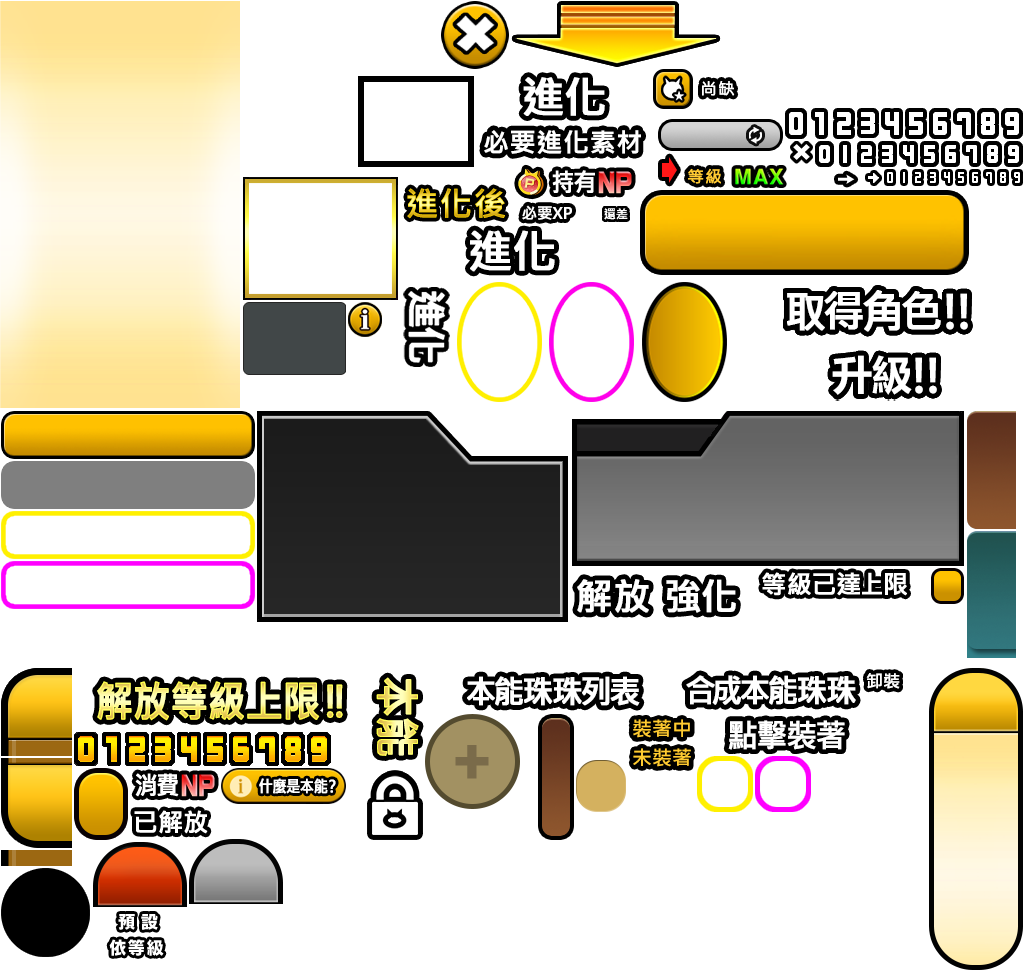 進化
尚缺
0123456789
必要進化素材
×0123456789
等級 MAX
0123456789
持有NP
進化後
必要XP
還差
進化
進化
取得角色!!
升級!!
解放 強化
等級已達上限
解放等級上限!!
本能
本能珠珠列表
合成本能珠珠
卸裝
裝著中
點擊裝著
0123456789
未裝著
消費NP
i 什麼是本能?
已解放
預設
依等級